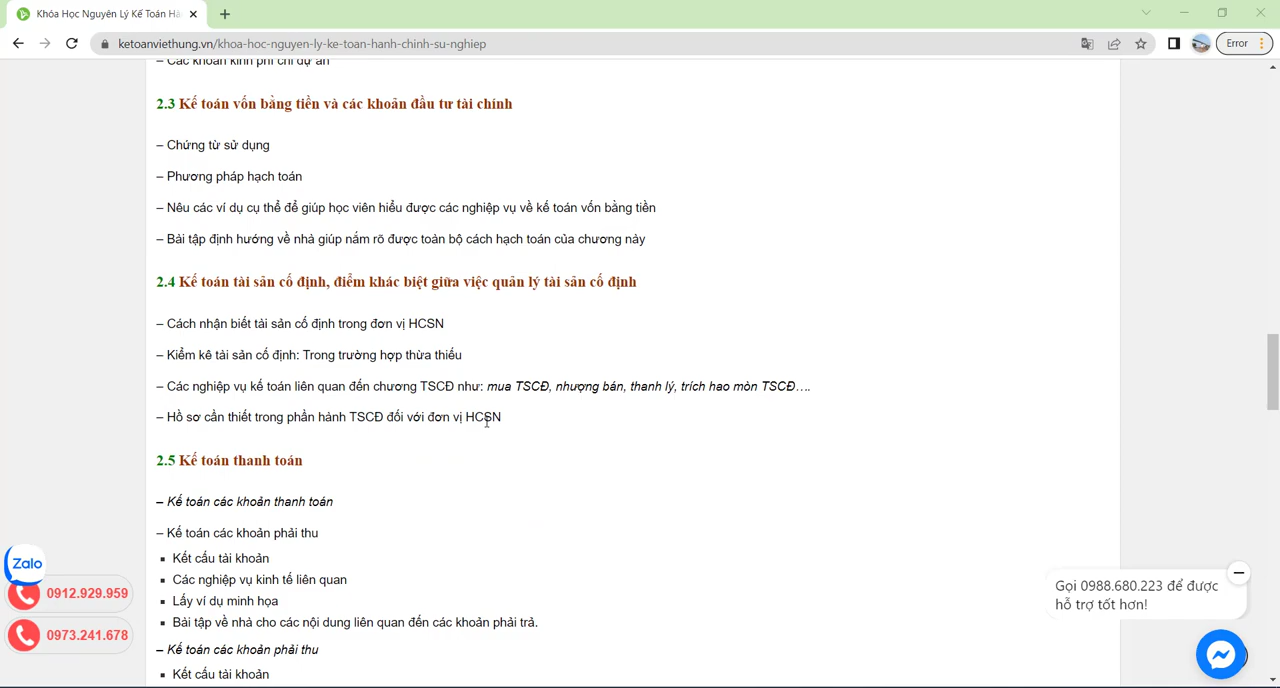 Khóa Học Nguyên Lý Kế Toán Hà
ketoanviethung.vn/khoa-hoc-nguyen-ly-ke-toan-hanh-chinh-su-nghiep
Error
– Các khoản kinh phí chi dự án
2.3 Kế toán vốn bằng tiền và các khoản đầu tư tài chính
– Chứng từ sử dụng
– Phương pháp hạch toán
– Nêu các ví dụ cụ thể để giúp học viên hiểu được các nghiệp vụ về kế toán vốn bằng tiền
– Bài tập định hướng về nhà giúp nắm rõ được toàn bộ cách hạch toán của chương này
2.4 Kế toán tài sản cố định, điểm khác biệt giữa việc quản lý tài sản cố định
– Cách nhận biết tài sản cố định trong đơn vị HCSN
– Kiểm kê tài sản cố định: Trong trường hợp thừa thiếu
– Các nghiệp vụ kế toán liên quan đến chương TSCĐ như: mua TSCĐ, nhượng bán, thanh lý, trích hao mòn TSCĐ….
– Hồ sơ cần thiết trong phần hành TSCĐ đối với đơn vị HCSN
2.5 Kế toán thanh toán
– Kế toán các khoản thanh toán
– Kế toán các khoản phải thu
▪ Kết cấu tài khoản
▪ Các nghiệp vụ kinh tế liên quan
▪ Lấy ví dụ minh họa
▪ Bài tập về nhà cho các nội dung liên quan đến các khoản phải trả.
– Kế toán các khoản phải thu
▪ Kết cấu tài khoản
Zalo
0912.929.959
0973.241.678
Gọi 0988.680.223 để được
hỗ trợ tốt hơn!